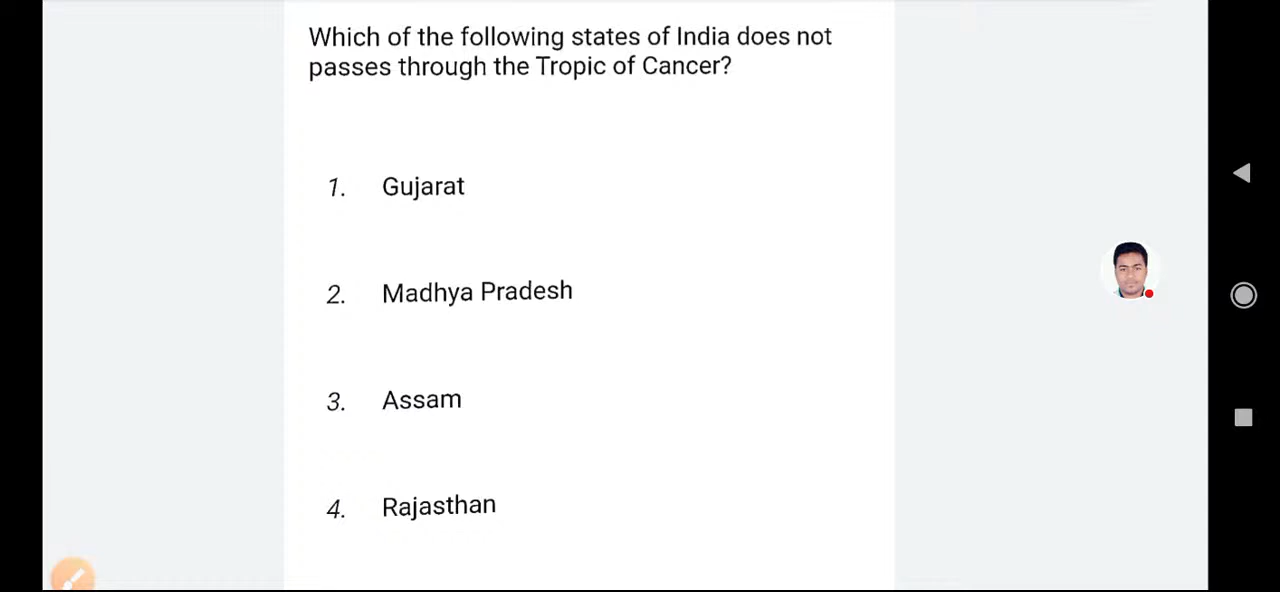 Which of the following states of India does not
passes through the Tropic of Cancer?
1. Gujarat
2. Madhya Pradesh
3. Assam
4. Rajasthan